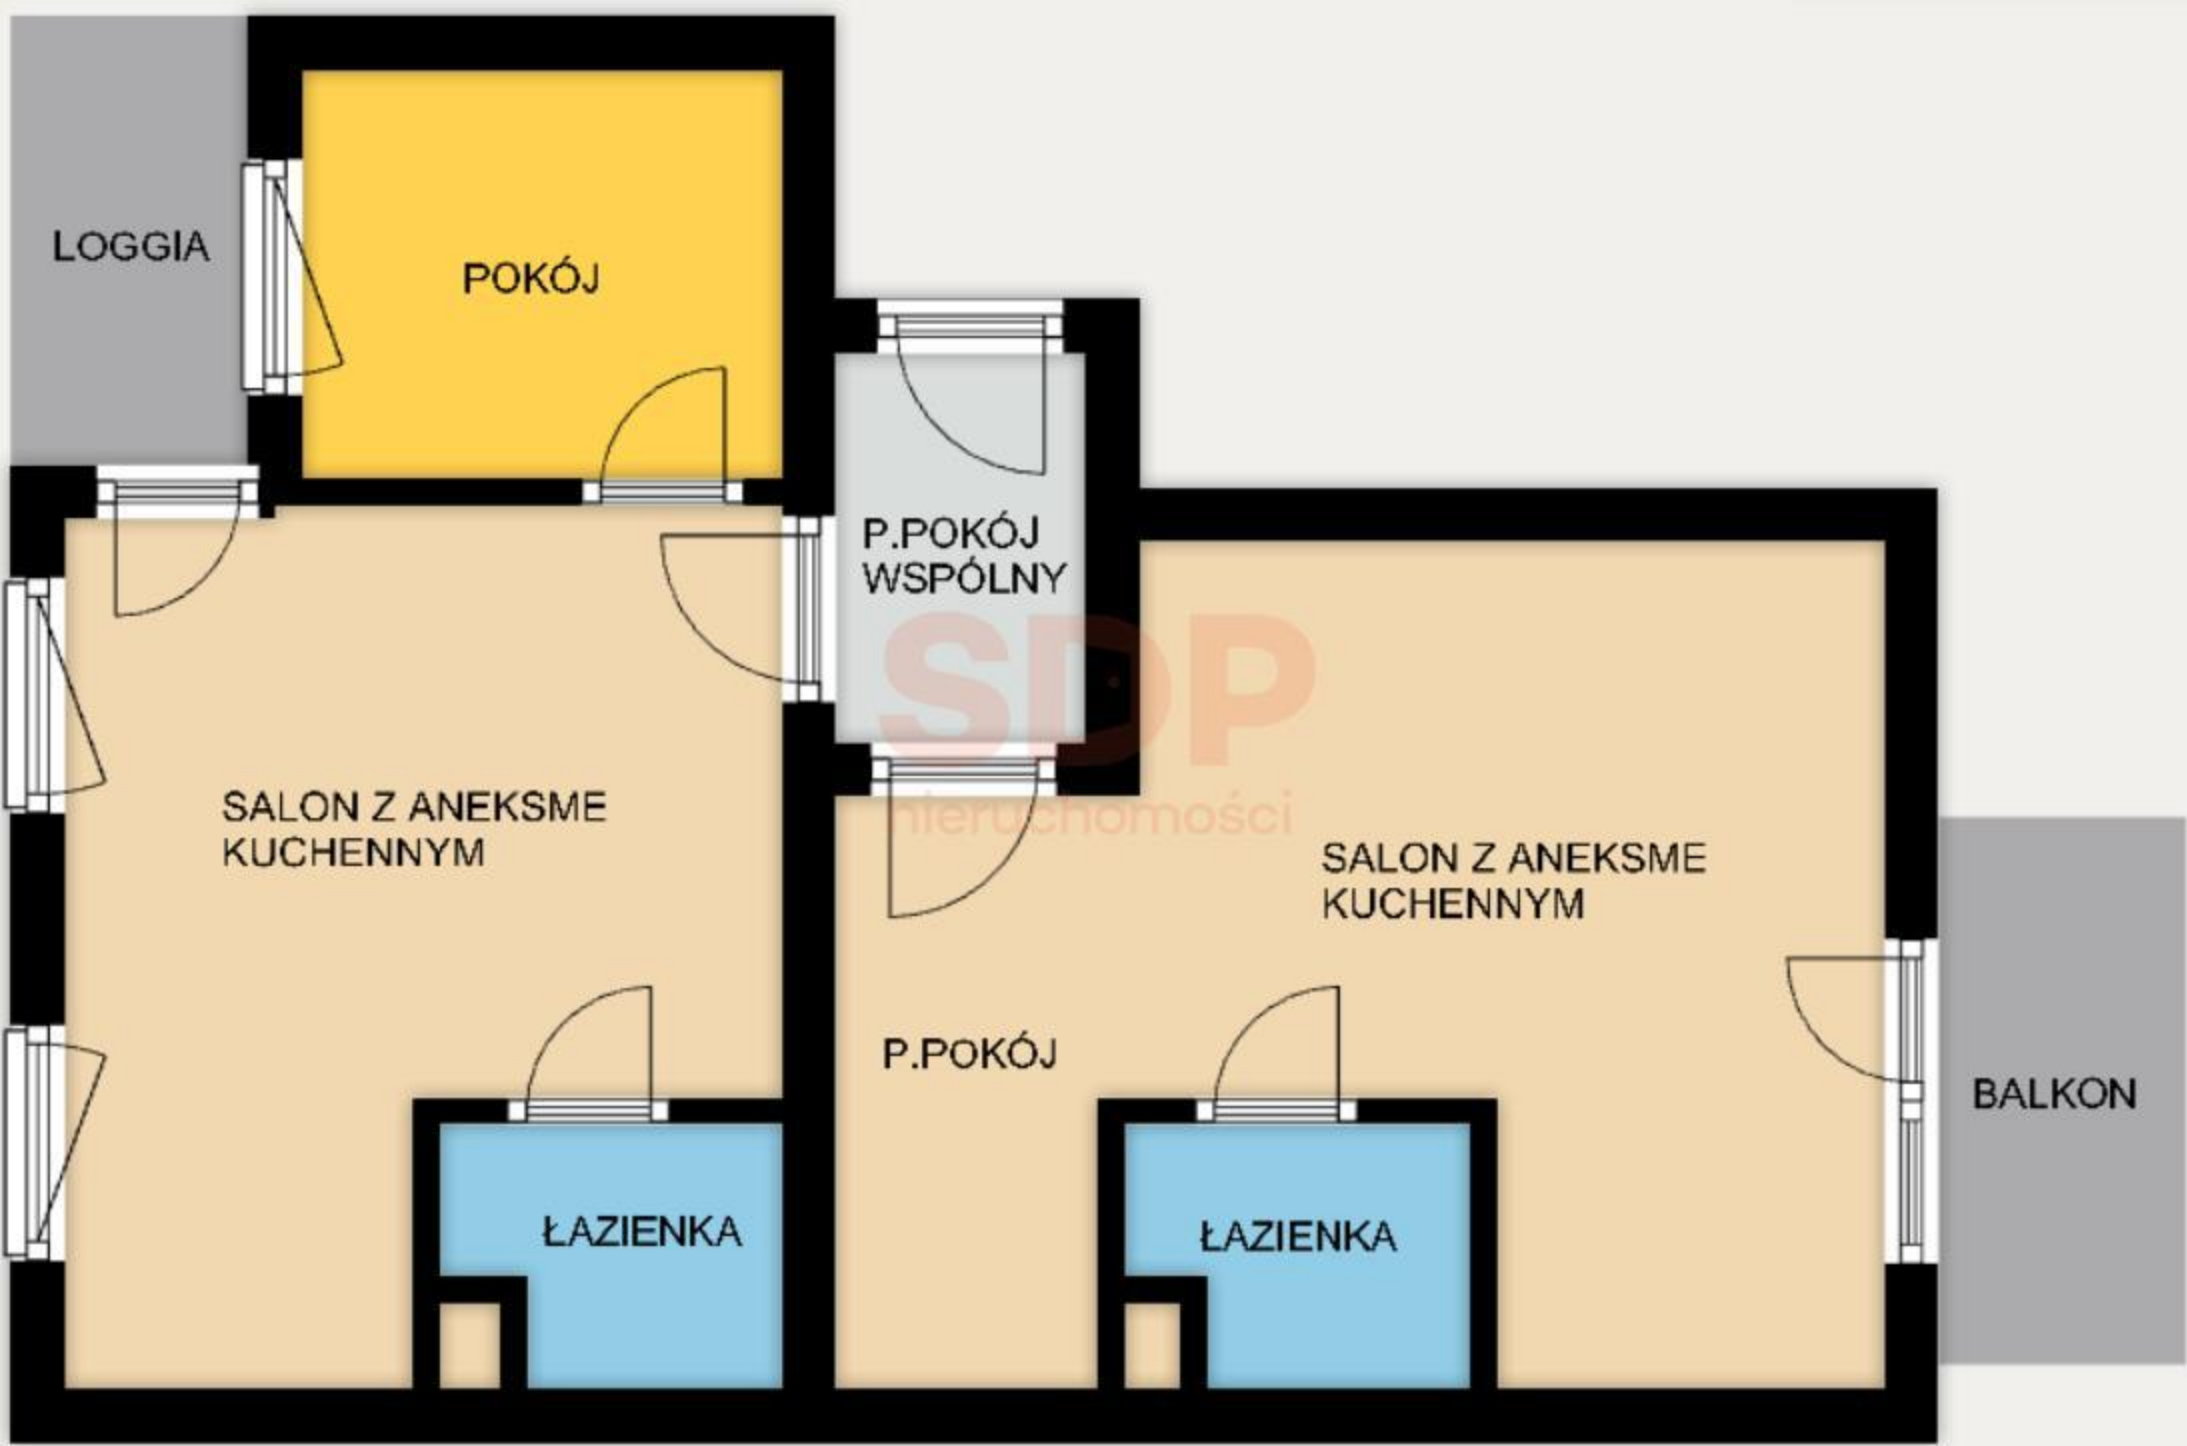 LOGGIA
POKÓJ
P.POKÓJ
WSPÓLNY
SDP
nieruchomości
SALON Z ANEKSME
KUCHENNYM
SALON Z ANEKSME
KUCHENNYM
P.POKÓJ
BALKON
ŁAZIENKA
ŁAZIENKA